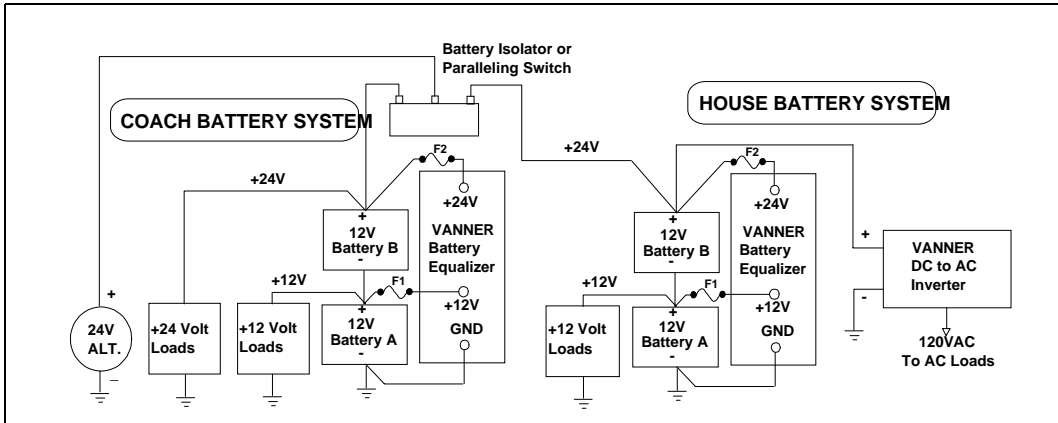 Battery Isolator or
Paralleling Switch
COACH BATTERY SYSTEM
HOUSE BATTERY SYSTEM
F2
+24V
+24V
+
12V
Battery B
-
VANNER
Battery
Equalizer
+12V
F1
+12V
+
24V
ALT.
–
+24 Volt
Loads
+12 Volt
Loads
+
12V
Battery A
-
GND
+24V
F2
+24V
+
12V
Battery B
-
VANNER
Battery
Equalizer
+12V
F1
+12V
+12 Volt
Loads
+
12V
Battery A
-
GND
+
-
VANNER
DC to AC
Inverter
120VAC
To AC Loads